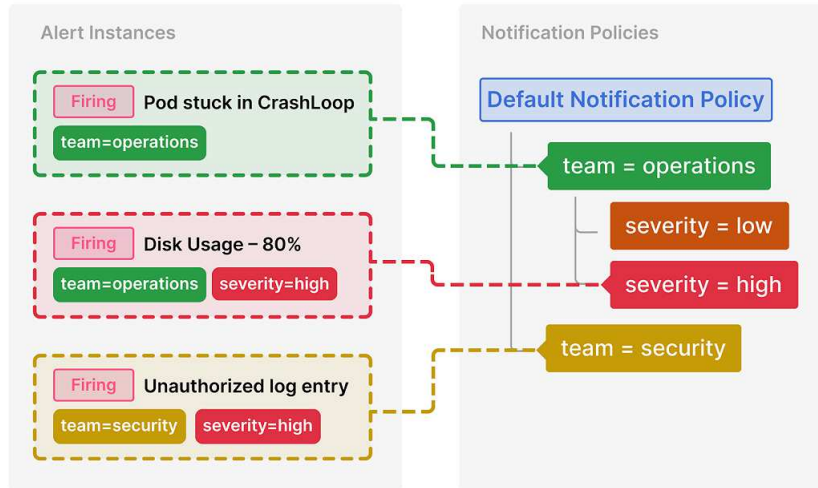 Alert Instances
Firing Pod stuck in CrashLoop
team=operations
Firing Disk Usage – 80%
team=operations severity=high
Firing Unauthorized log entry
team=security severity=high
Notification Policies
Default Notification Policy
team = operations
severity = low
severity = high
team = security